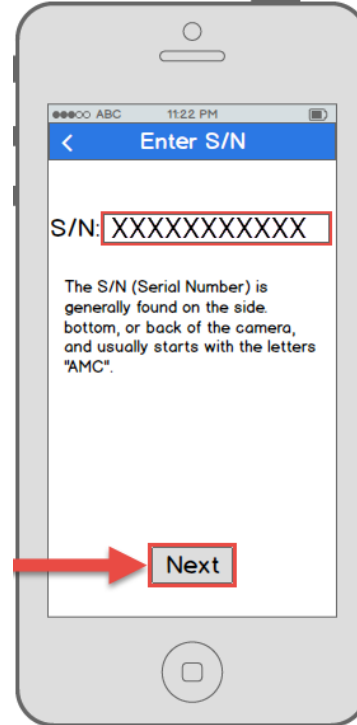 ABC 11:22 PM
< Enter S/N
S/N: XXXXXXXXXXX
The S/N (Serial Number) is
generally found on the side.
bottom, or back of the camera,
and usually starts with the letters
"AMC".
Next